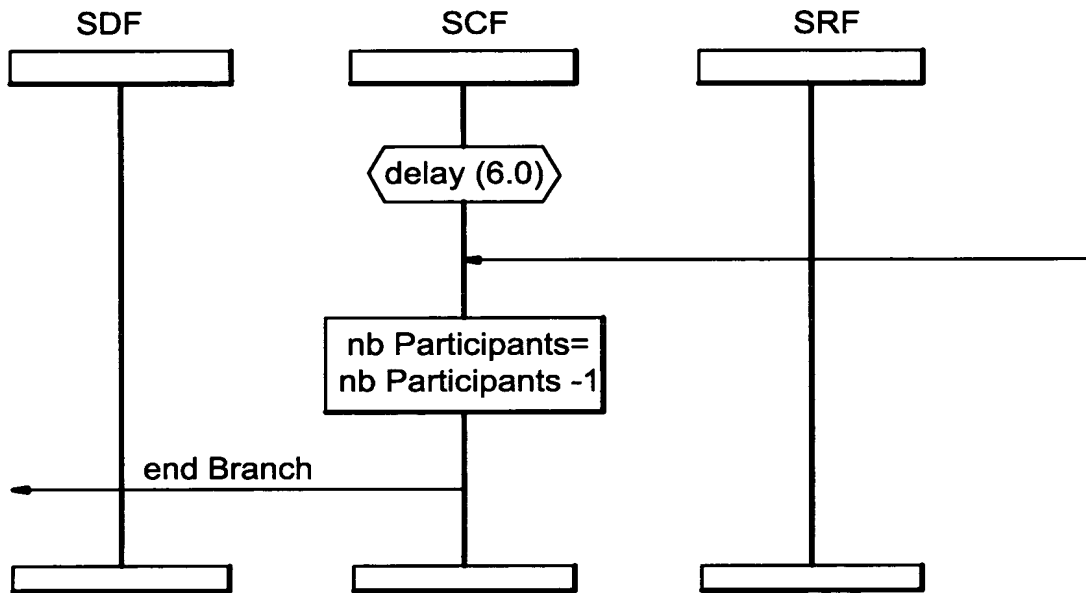 SDF
SCF
SRF
delay (6.0)
nb Participants=
nb Participants -1
end Branch